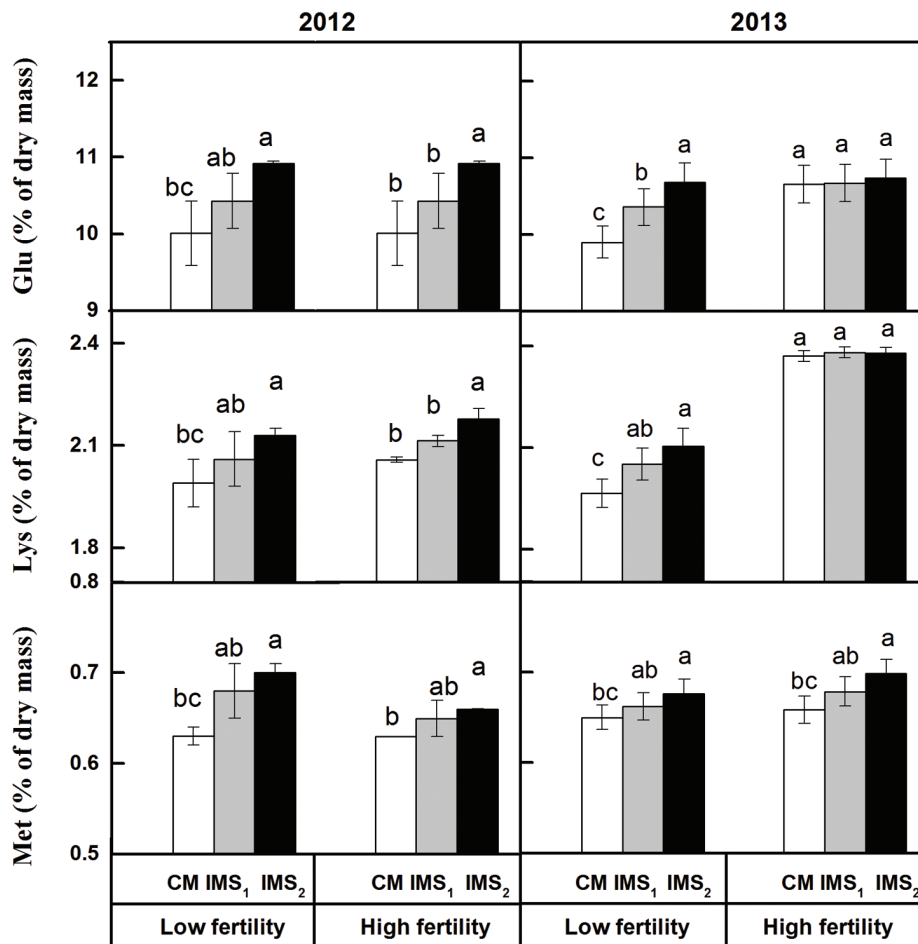 2012 2013
Glu (% of dry mass)
12
11
10
9
bc ab a b b a c b a a a a
Lys (% of dry mass)
2.4
2.1
1.8
bc ab a b b a c ab a a a a
Met (% of dry mass)
0.8
0.7
0.6
0.5
bc ab a b ab a bc ab a bc ab a
CM IMS₁ IMS₂ CM IMS₁ IMS₂ CM IMS₁ IMS₂ CM IMS₁ IMS₂
Low fertility High fertility Low fertility High fertility